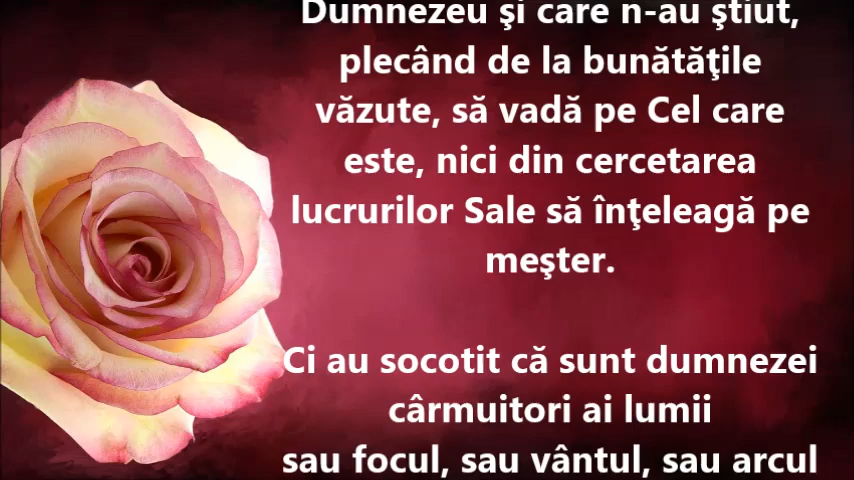 Dumnezeu şi care n-au ştiut,
plecând de la bunătăţile
văzute, să vadă pe Cel care
este, nici din cercetarea
lucrurilor Sale să înţeleagă pe
meşter.
Ci au socotit că sunt dumnezei
cârmuitori ai lumii
sau focul, sau vântul, sau arcul